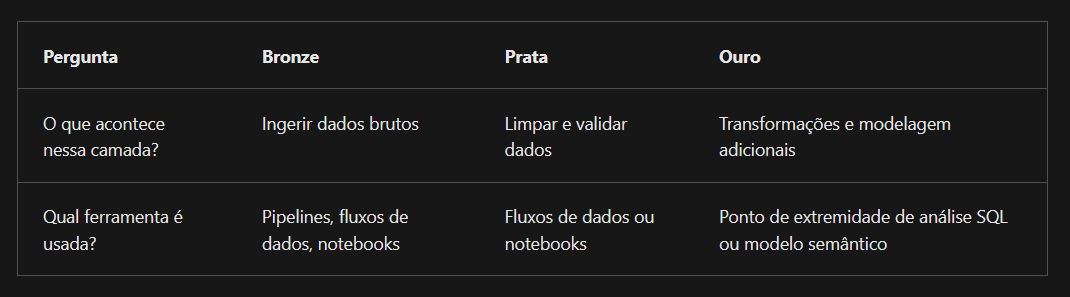 Pergunta
Bronze
Prata
Ouro
O que acontece
nessa camada?
Ingerir dados brutos
Limpar e validar
dados
Transformações e modelagem
adicionais
Qual ferramenta é
usada?
Pipelines, fluxos de
dados, notebooks
Fluxos de dados ou
notebooks
Ponto de extremidade de análise SQL
ou modelo semântico